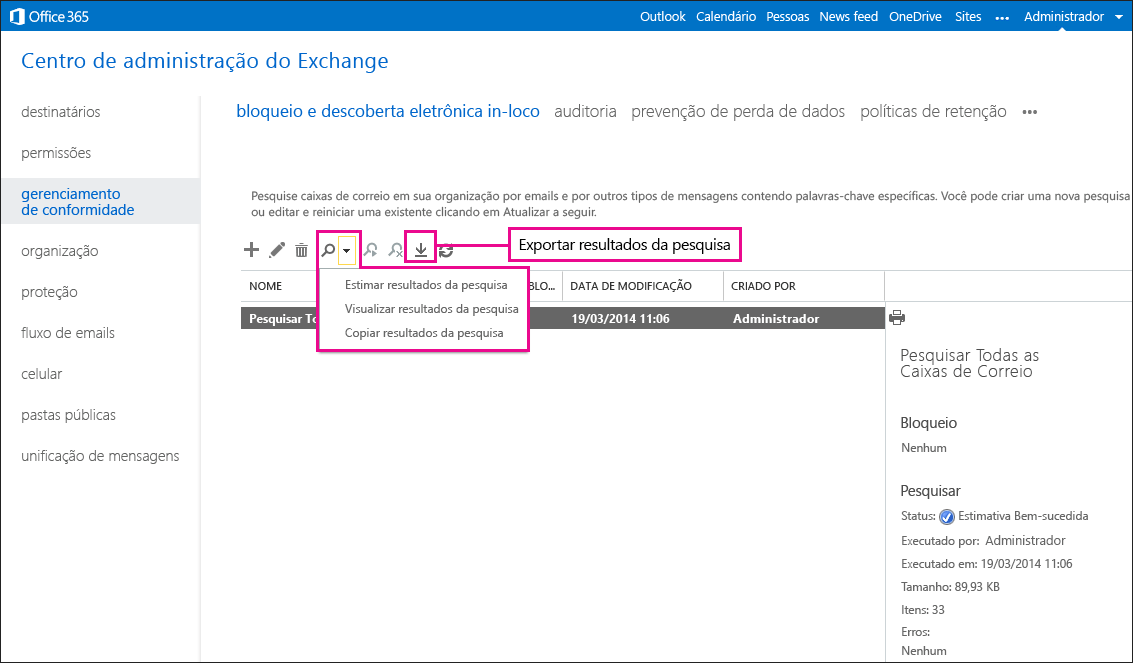 Office 365
Outlook Calendário Pessoas News feed OneDrive Sites ••• Administrador
Centro de administração do Exchange
destinatários
permissões
gerenciamento
de conformidade
organização
proteção
fluxo de emails
celular
pastas públicas
unificação de mensagens
bloqueio e descoberta eletrônica in-loco auditoria prevenção de perda de dados políticas de retenção •••
Pesquise caixas de correio em sua organização por emails e por outros tipos de mensagens contendo palavras-chave específicas. Você pode criar uma nova pesquisa
ou editar e reiniciar uma existente clicando em Atualizar a seguir.
Exportar resultados da pesquisa
Estimar resultados da pesquisa
Visualizar resultados da pesquisa
Copiar resultados da pesquisa
NOME BLO... DATA DE MODIFICAÇÃO CRIADO POR
Pesquisar To 19/03/2014 11:06 Administrador
Pesquisar Todas as
Caixas de Correio
Bloqueio
Nenhum
Pesquisar
Status: Estimativa Bem-sucedida
Executado por: Administrador
Executado em: 19/03/2014 11:06
Tamanho: 89,93 KB
Itens: 33
Erros:
Nenhum